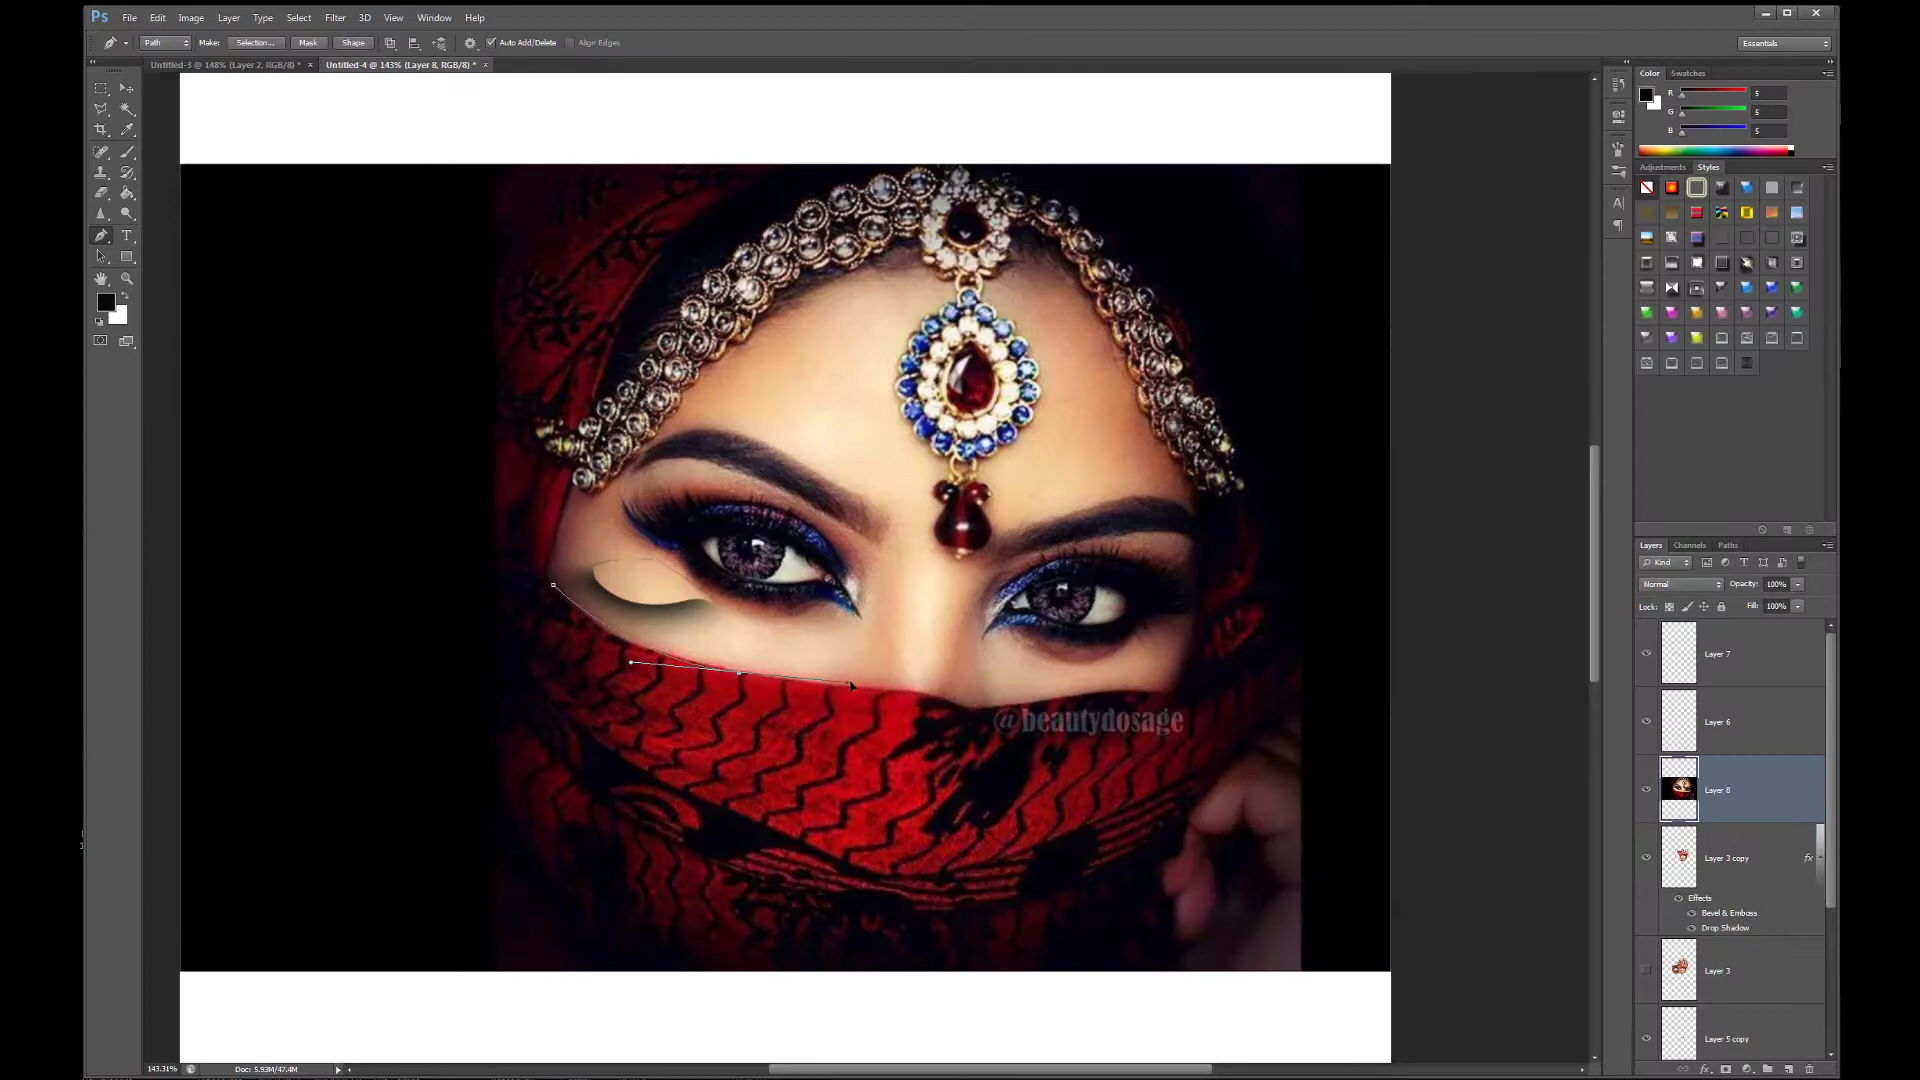 Ps File Edit Image Layer Type Select Filter 3D View Window Help
Path Make: Selection... Mask Shape Auto Add/Delete Align Edges Essentials
Untitled-3 @ 148% (Layer 2, RGB/8) * × Untitled-4 @ 143% (Layer 8, RGB/8) * ×
Color Swatches
R 5
G 5
B 5
Adjustments Styles
@beautydosage
Layers Channels Paths
Kind
Normal Opacity: 100%
Lock: Fill: 100%
Layer 7
Layer 6
Layer 8
Layer 3 copy fx
Effects
Bevel & Emboss
Drop Shadow
Layer 3
Layer 5 copy
143.31% Doc: 5.93M/47.4M